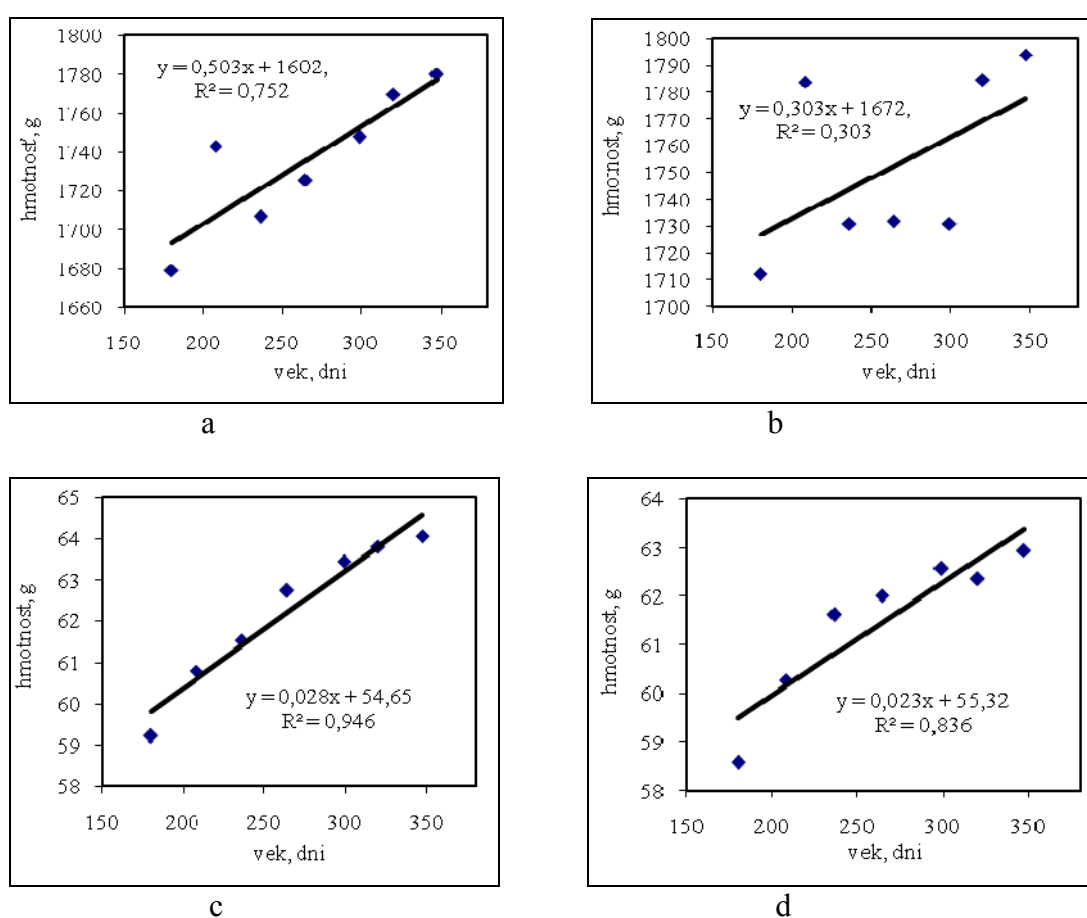 1800
1780
1760
1740
1720
1700
1680
1660
hmotnosť, g
y = 0,503x + 1602,
R² = 0,752
150 200 250 300 350
vek, dni
a
1800
1790
1780
1770
1760
1750
1740
1730
1720
1710
1700
hmotnost, g
y = 0,303x + 1672,
R² = 0,303
150 200 250 300 350
vek, dni
b
65
64
63
62
61
60
59
58
hmotnost, g
y = 0,028x + 54,65
R² = 0,946
150 200 250 300 350
vek, dni
c
64
63
62
61
60
59
58
hmotnost, g
y = 0,023x + 55,32
R² = 0,836
150 200 250 300 350
vek, dni
d